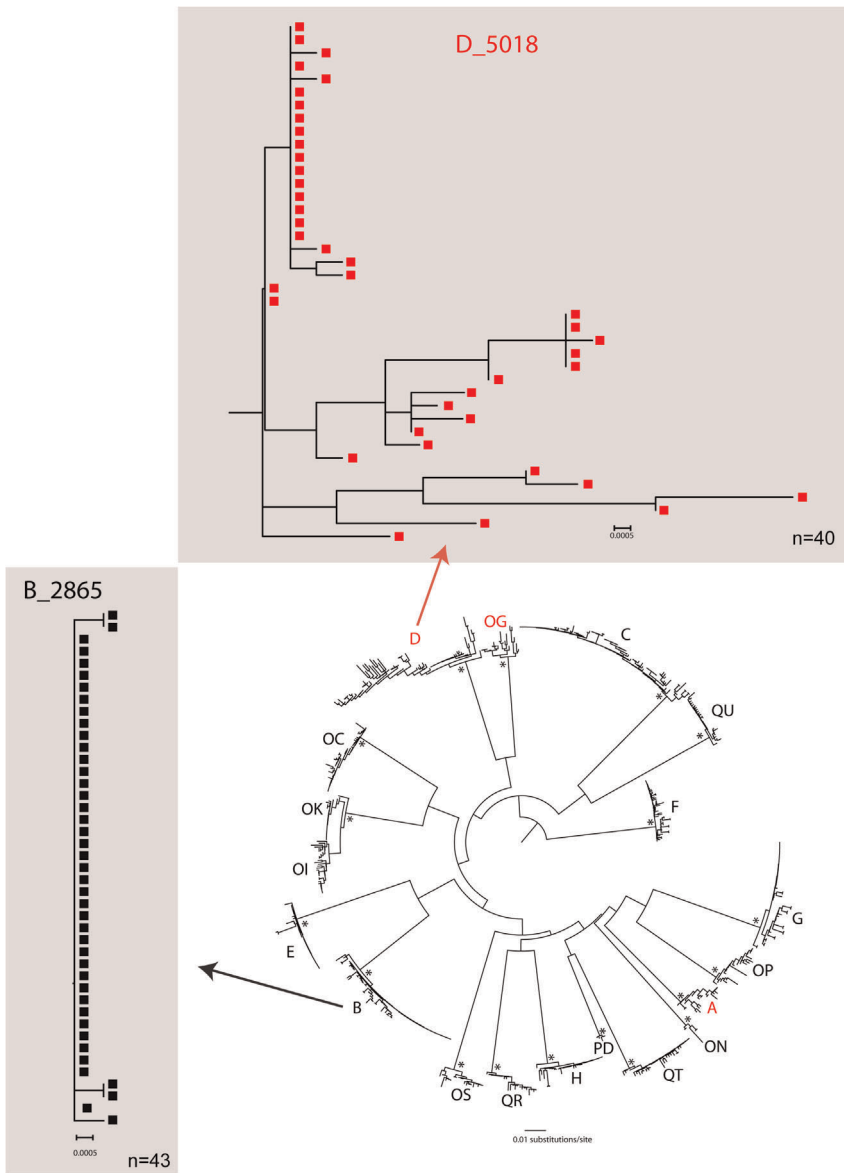 D_5018
0.0005
n=40
B_2865
0.0005
n=43
D
OG
C
QU
OC
OK
F
OI
G
E
OP
B
A
ON
PD
QT
H
OS
QR
0.01 substitutions/site
* * * * * * * * * * * * * * * *